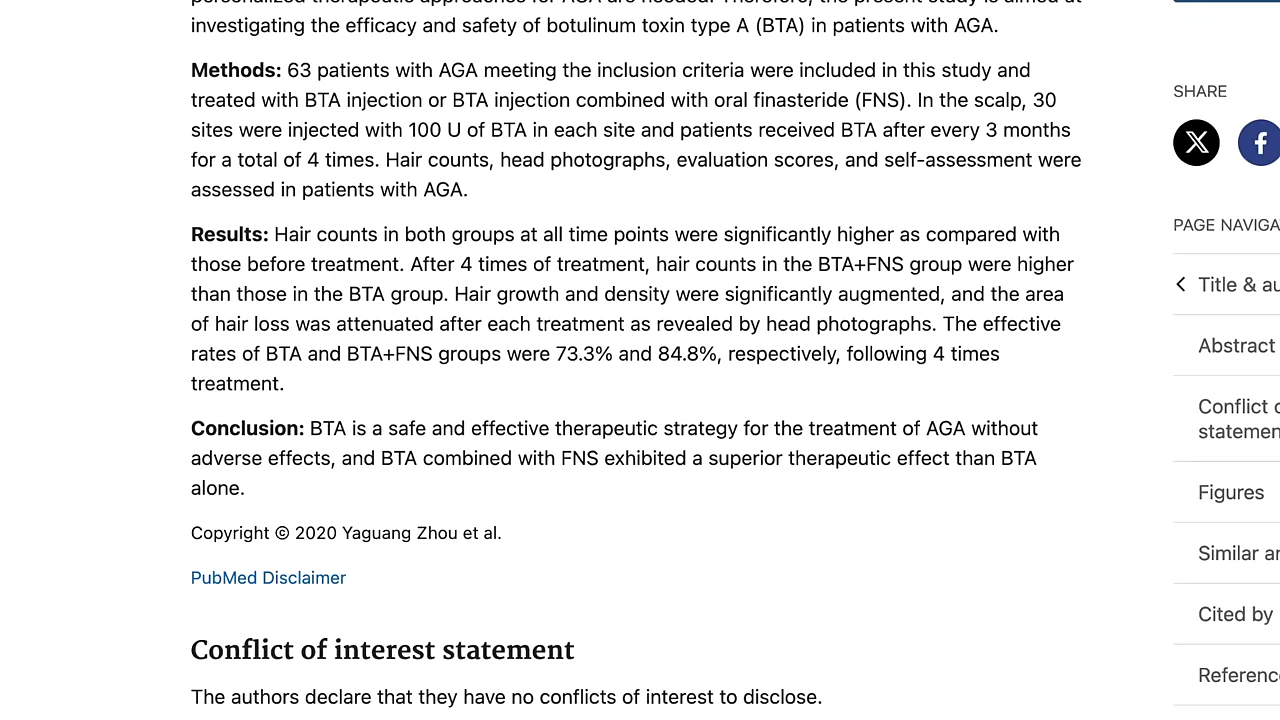 investigating the efficacy and safety of botulinum toxin type A (BTA) in patients with AGA.
Methods: 63 patients with AGA meeting the inclusion criteria were included in this study and
treated with BTA injection or BTA injection combined with oral finasteride (FNS). In the scalp, 30
sites were injected with 100 U of BTA in each site and patients received BTA after every 3 months
for a total of 4 times. Hair counts, head photographs, evaluation scores, and self-assessment were
assessed in patients with AGA.
Results: Hair counts in both groups at all time points were significantly higher as compared with
those before treatment. After 4 times of treatment, hair counts in the BTA+FNS group were higher
than those in the BTA group. Hair growth and density were significantly augmented, and the area
of hair loss was attenuated after each treatment as revealed by head photographs. The effective
rates of BTA and BTA+FNS groups were 73.3% and 84.8%, respectively, following 4 times
treatment.
Conclusion: BTA is a safe and effective therapeutic strategy for the treatment of AGA without
adverse effects, and BTA combined with FNS exhibited a superior therapeutic effect than BTA
alone.
Copyright © 2020 Yaguang Zhou et al.
PubMed Disclaimer
Conflict of interest statement
The authors declare that they have no conflicts of interest to disclose.
SHARE
PAGE NAVIGA
Title & au
Abstract
Conflict o
statemen
Figures
Similar ar
Cited by
Reference